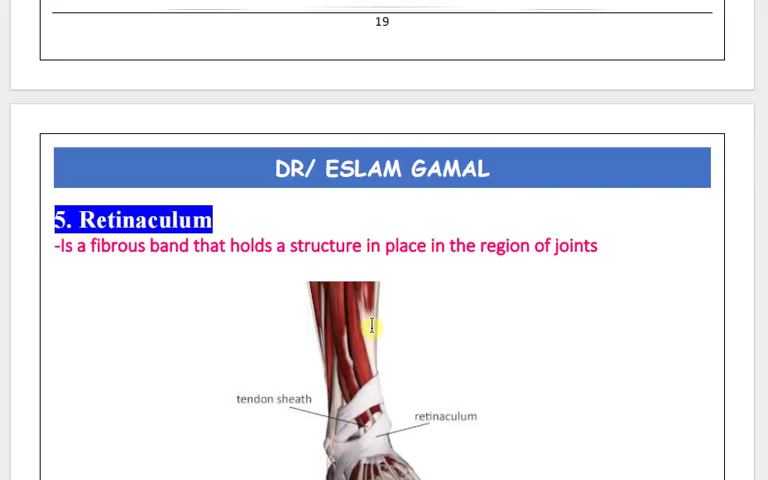 19
DR/ ESLAM GAMAL
5. Retinaculum
-Is a fibrous band that holds a structure in place in the region of joints
tendon sheath
retinaculum